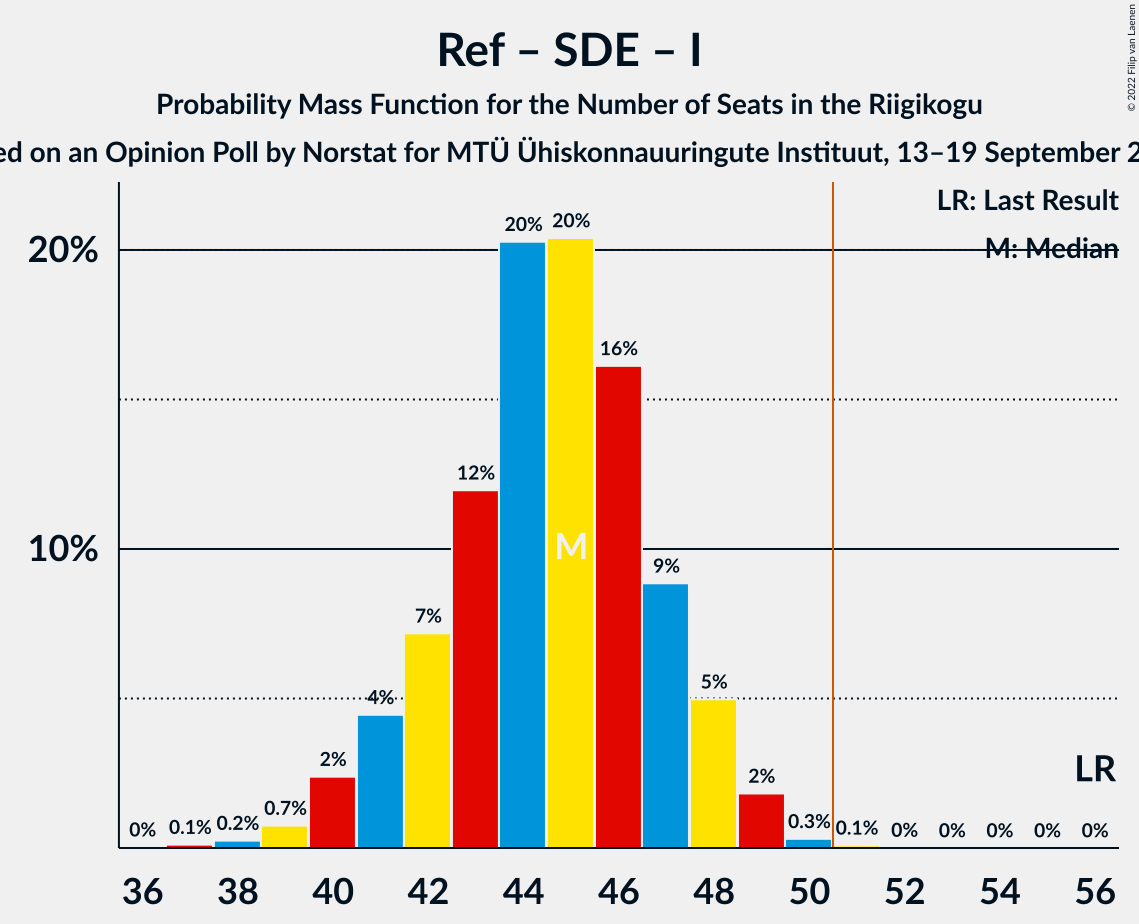 Ref – SDE – I
Probability Mass Function for the Number of Seats in the Riigikogu
on an Opinion Poll by Norstat for MTÜ Ühiskonnauuringute Instituut, 13–19 September
© 2022 Filip van Laenen
LR: Last Result
M: Median
20%
10%
0% 0.1% 0.2% 0.7% 2% 4% 7% 12% 20% 20% 16% 9% 5% 2% 0.3% 0.1% 0% 0% 0% 0% 0%
M
LR
36 38 40 42 44 46 48 50 52 54 56